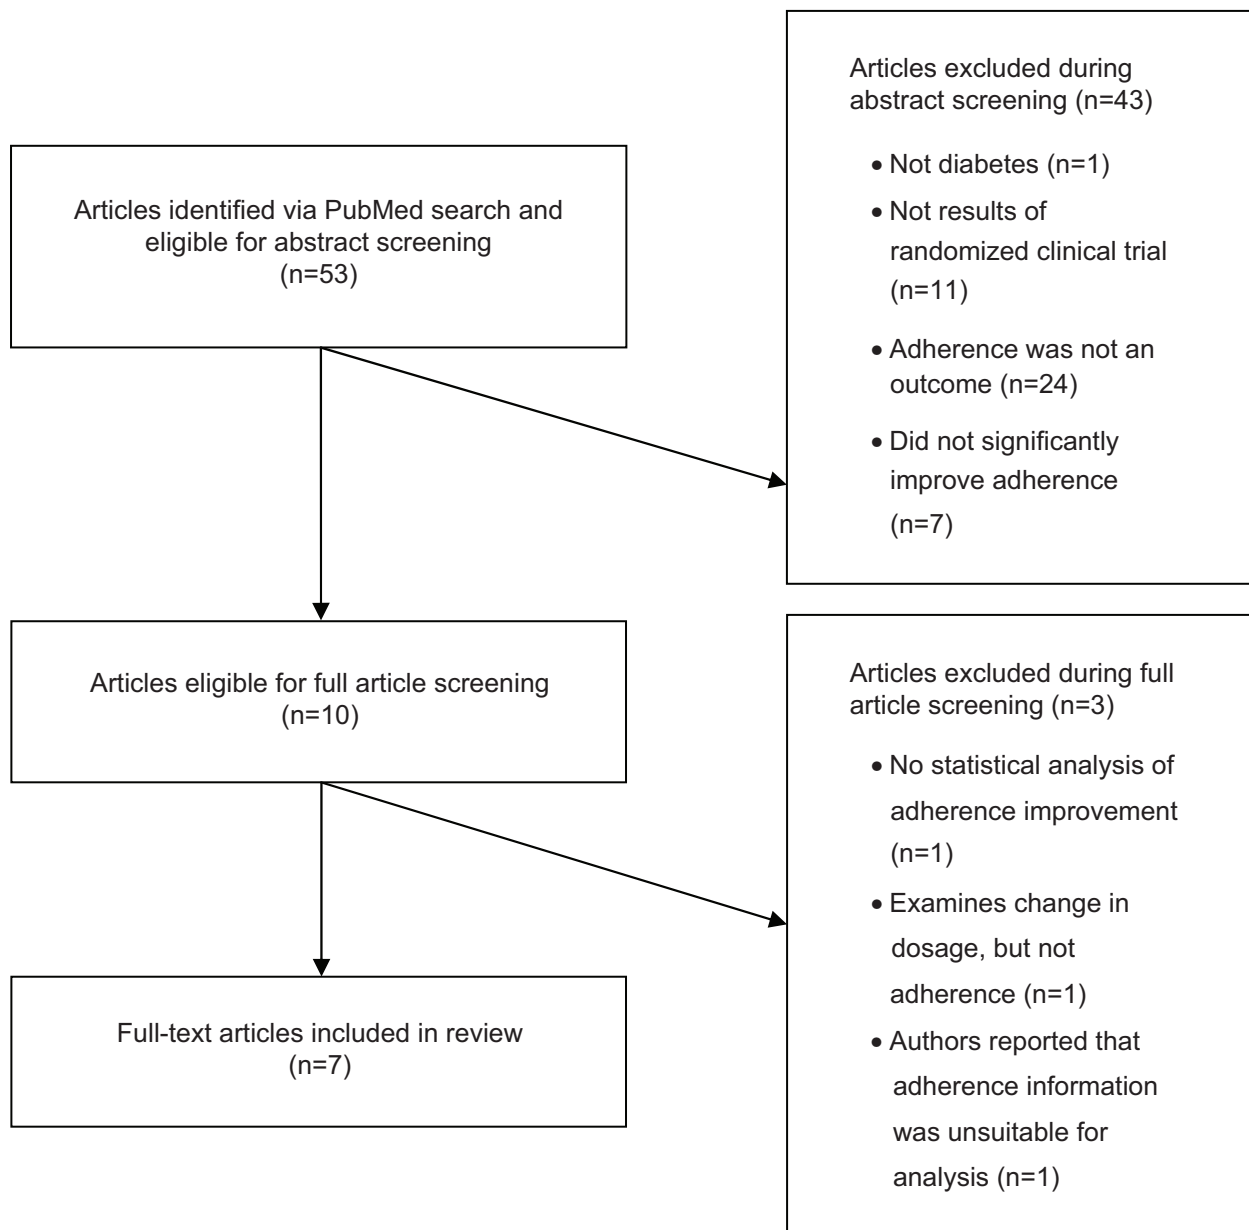 Articles identified via PubMed search and
eligible for abstract screening
(n=53)
Articles excluded during
abstract screening (n=43)
• Not diabetes (n=1)
• Not results of
randomized clinical trial
(n=11)
• Adherence was not an
outcome (n=24)
• Did not significantly
improve adherence
(n=7)
Articles eligible for full article screening
(n=10)
Articles excluded during full
article screening (n=3)
• No statistical analysis of
adherence improvement
(n=1)
• Examines change in
dosage, but not
adherence (n=1)
• Authors reported that
adherence information
was unsuitable for
analysis (n=1)
Full-text articles included in review
(n=7)